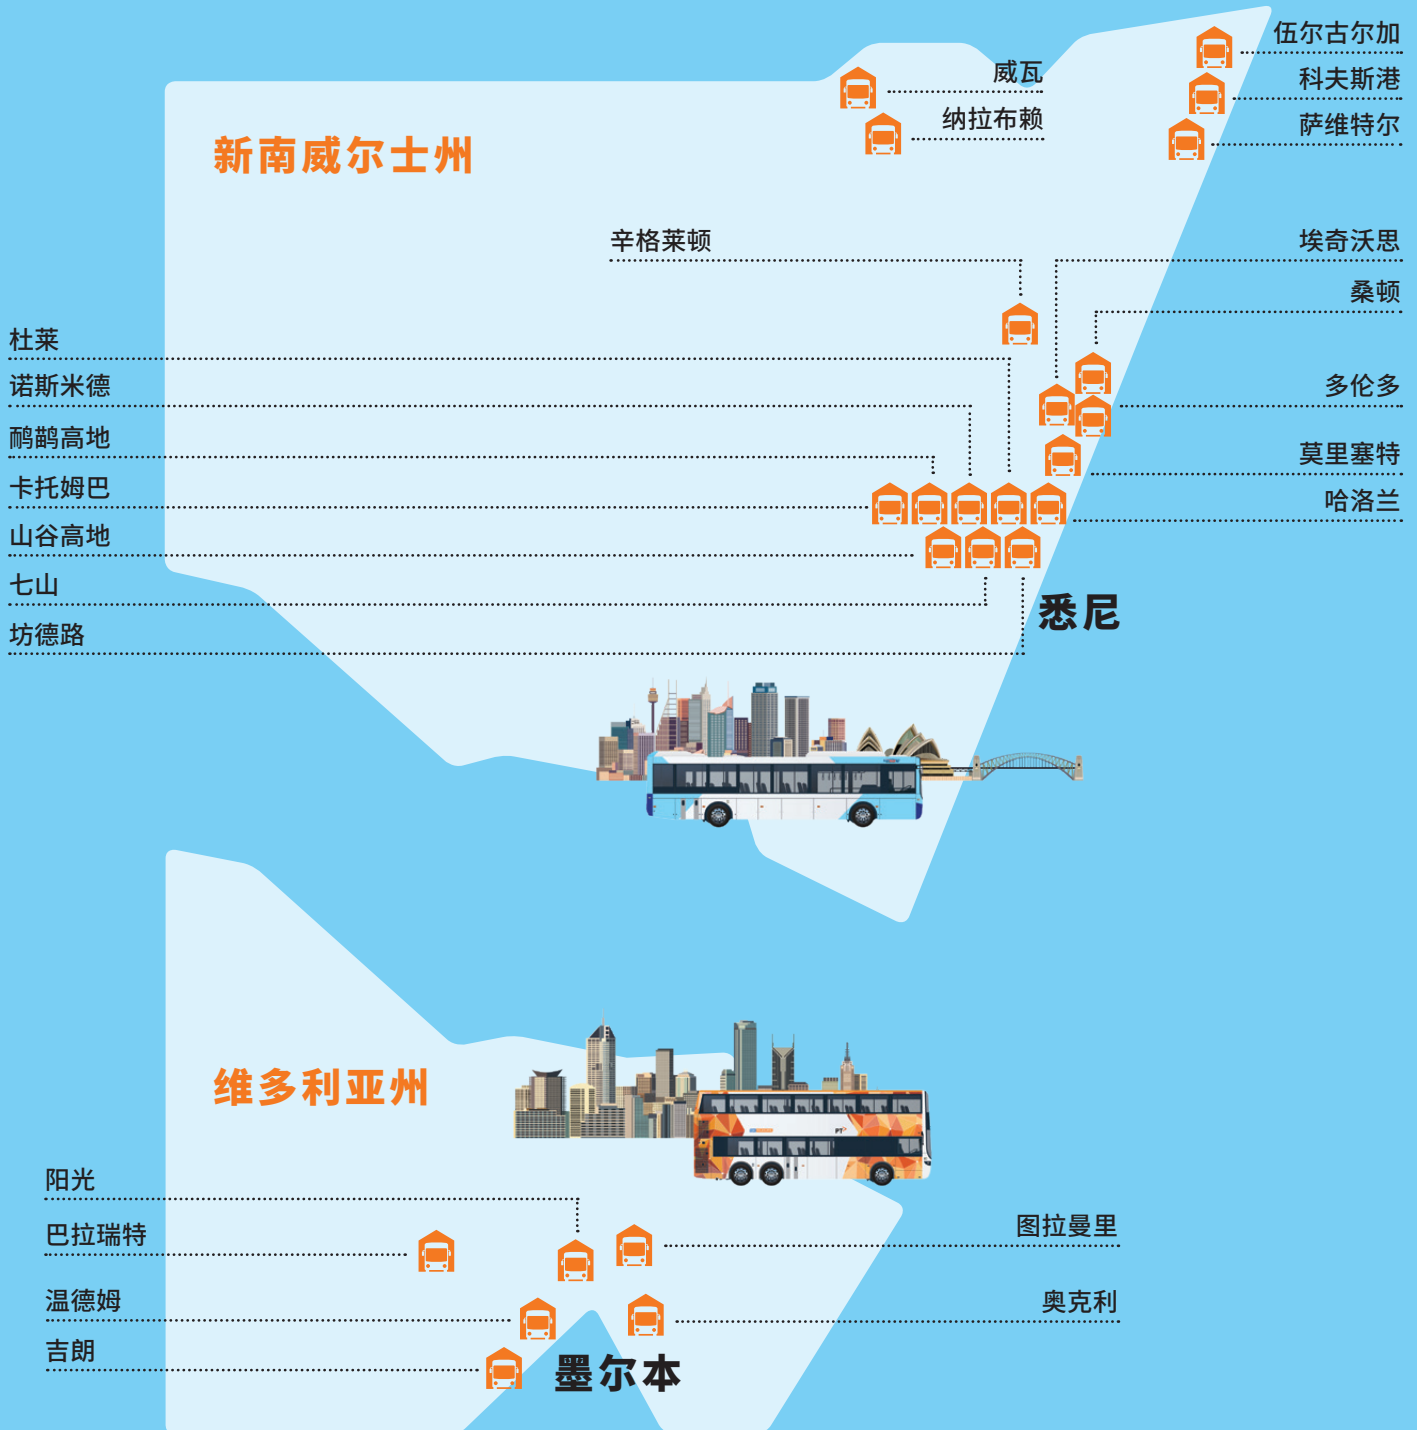 伍尔古尔加
威瓦
科夫斯港
纳拉布赖
萨维特尔
新南威尔士州
辛格莱顿
埃奇沃思
桑顿
杜莱
诺斯米德
多伦多
鸸鹋高地
莫里塞特
卡托姆巴
哈洛兰
山谷高地
七山
悉尼
坊德路
维多利亚州
PT
阳光
图拉曼里
巴拉瑞特
温德姆
奥克利
吉朗
墨尔本